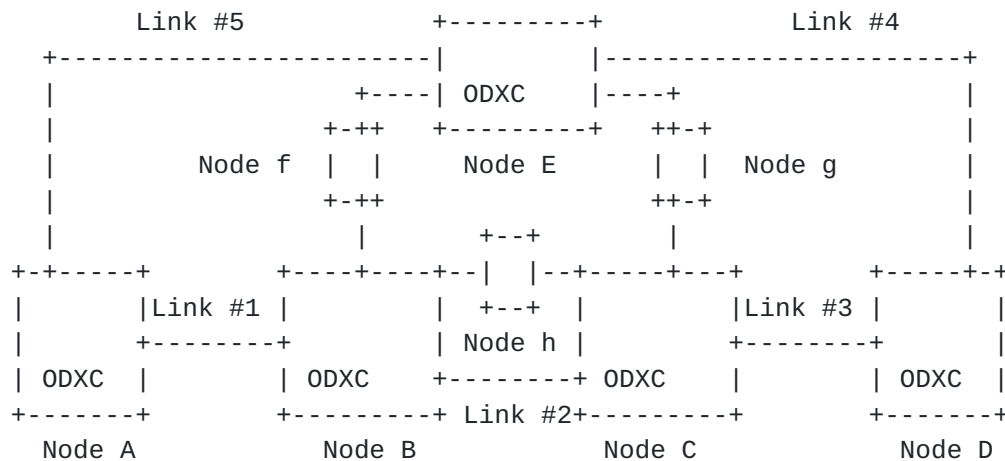 Link #5            +---------+            Link #4
  +------------------------|         |-----------------------+
  |                   +----| ODXC    |----+                  |
  |                 +-++   +---------+   ++-+                |
  |         Node f  | |     Node E       | |  Node g         |
  |                 +-++                 ++-+                |
  |                   |       +--+        |                  |
+-+-----+        +----+----+--|  |--+-----+---+        +-----+-+
|       |Link #1 |         |  +--+  |         |Link #3 |       |
|       +--------+         | Node h |         +--------+       |
| ODXC  |        | ODXC    +--------+ ODXC    |        | ODXC  |
+-------+        +---------+ Link #2+---------+        +-------+
  Node A            Node B            Node C             Node D